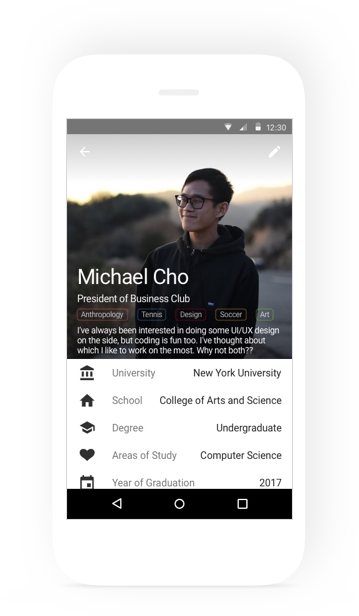 12:30
Michael Cho
President of Business Club
Anthropology Tennis Design Soccer Art
I've always been interested in doing some UI/UX design
on the side, but coding is fun too. I've thought about
which I like to work on the most. Why not both??
University New York University
School College of Arts and Science
Degree Undergraduate
Areas of Study Computer Science
Year of Graduation 2017